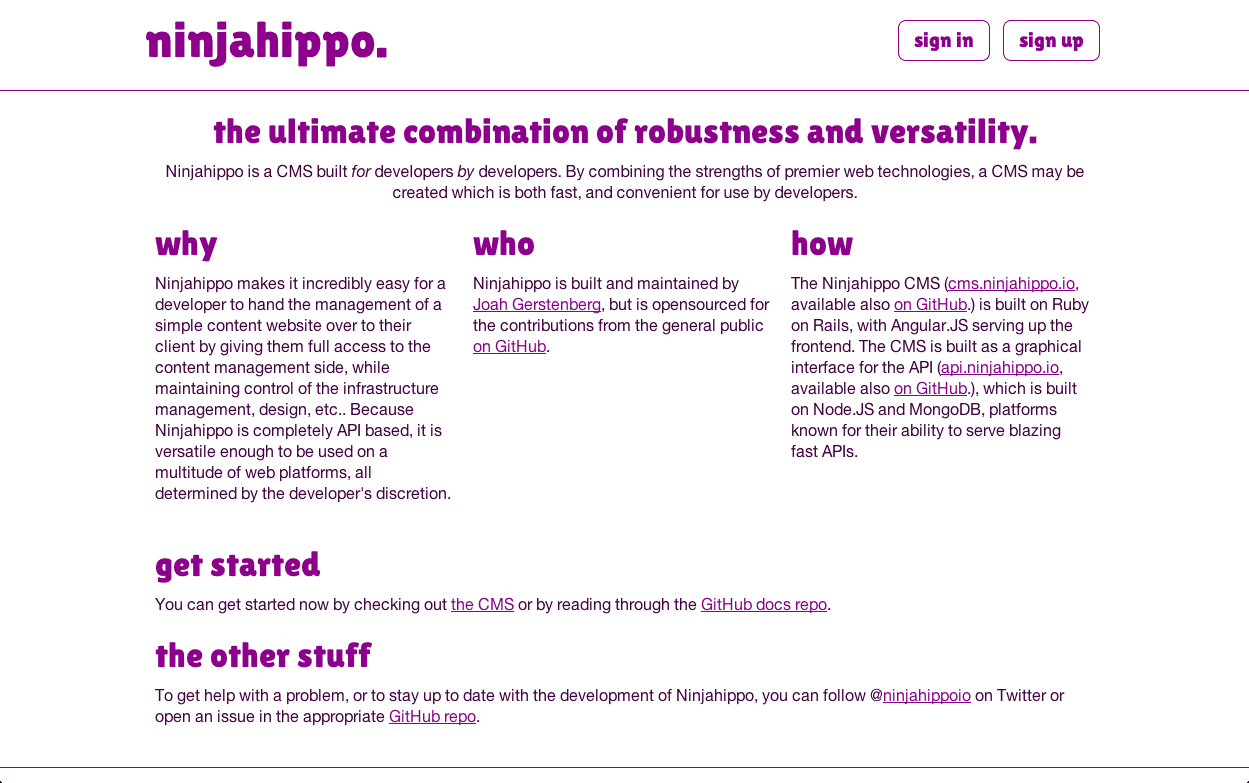 ninjahippo.
sign in
sign up
the ultimate combination of robustness and versatility.
Ninjahippo is a CMS built for developers by developers. By combining the strengths of premier web technologies, a CMS may be
created which is both fast, and convenient for use by developers.
why
Ninjahippo makes it incredibly easy for a
developer to hand the management of a
simple content website over to their
client by giving them full access to the
content management side, while
maintaining control of the infrastructure
management, design, etc.. Because
Ninjahippo is completely API based, it is
versatile enough to be used on a
multitude of web platforms, all
determined by the developer's discretion.
who
Ninjahippo is built and maintained by
Joah Gerstenberg, but is opensourced for
the contributions from the general public
on GitHub.
how
The Ninjahippo CMS (cms.ninjahippo.io,
available also on GitHub.) is built on Ruby
on Rails, with Angular.JS serving up the
frontend. The CMS is built as a graphical
interface for the API (api.ninjahippo.io,
available also on GitHub.), which is built
on Node.JS and MongoDB, platforms
known for their ability to serve blazing
fast APIs.
get started
You can get started now by checking out the CMS or by reading through the GitHub docs repo.
the other stuff
To get help with a problem, or to stay up to date with the development of Ninjahippo, you can follow @ninjahippoio on Twitter or
open an issue in the appropriate GitHub repo.